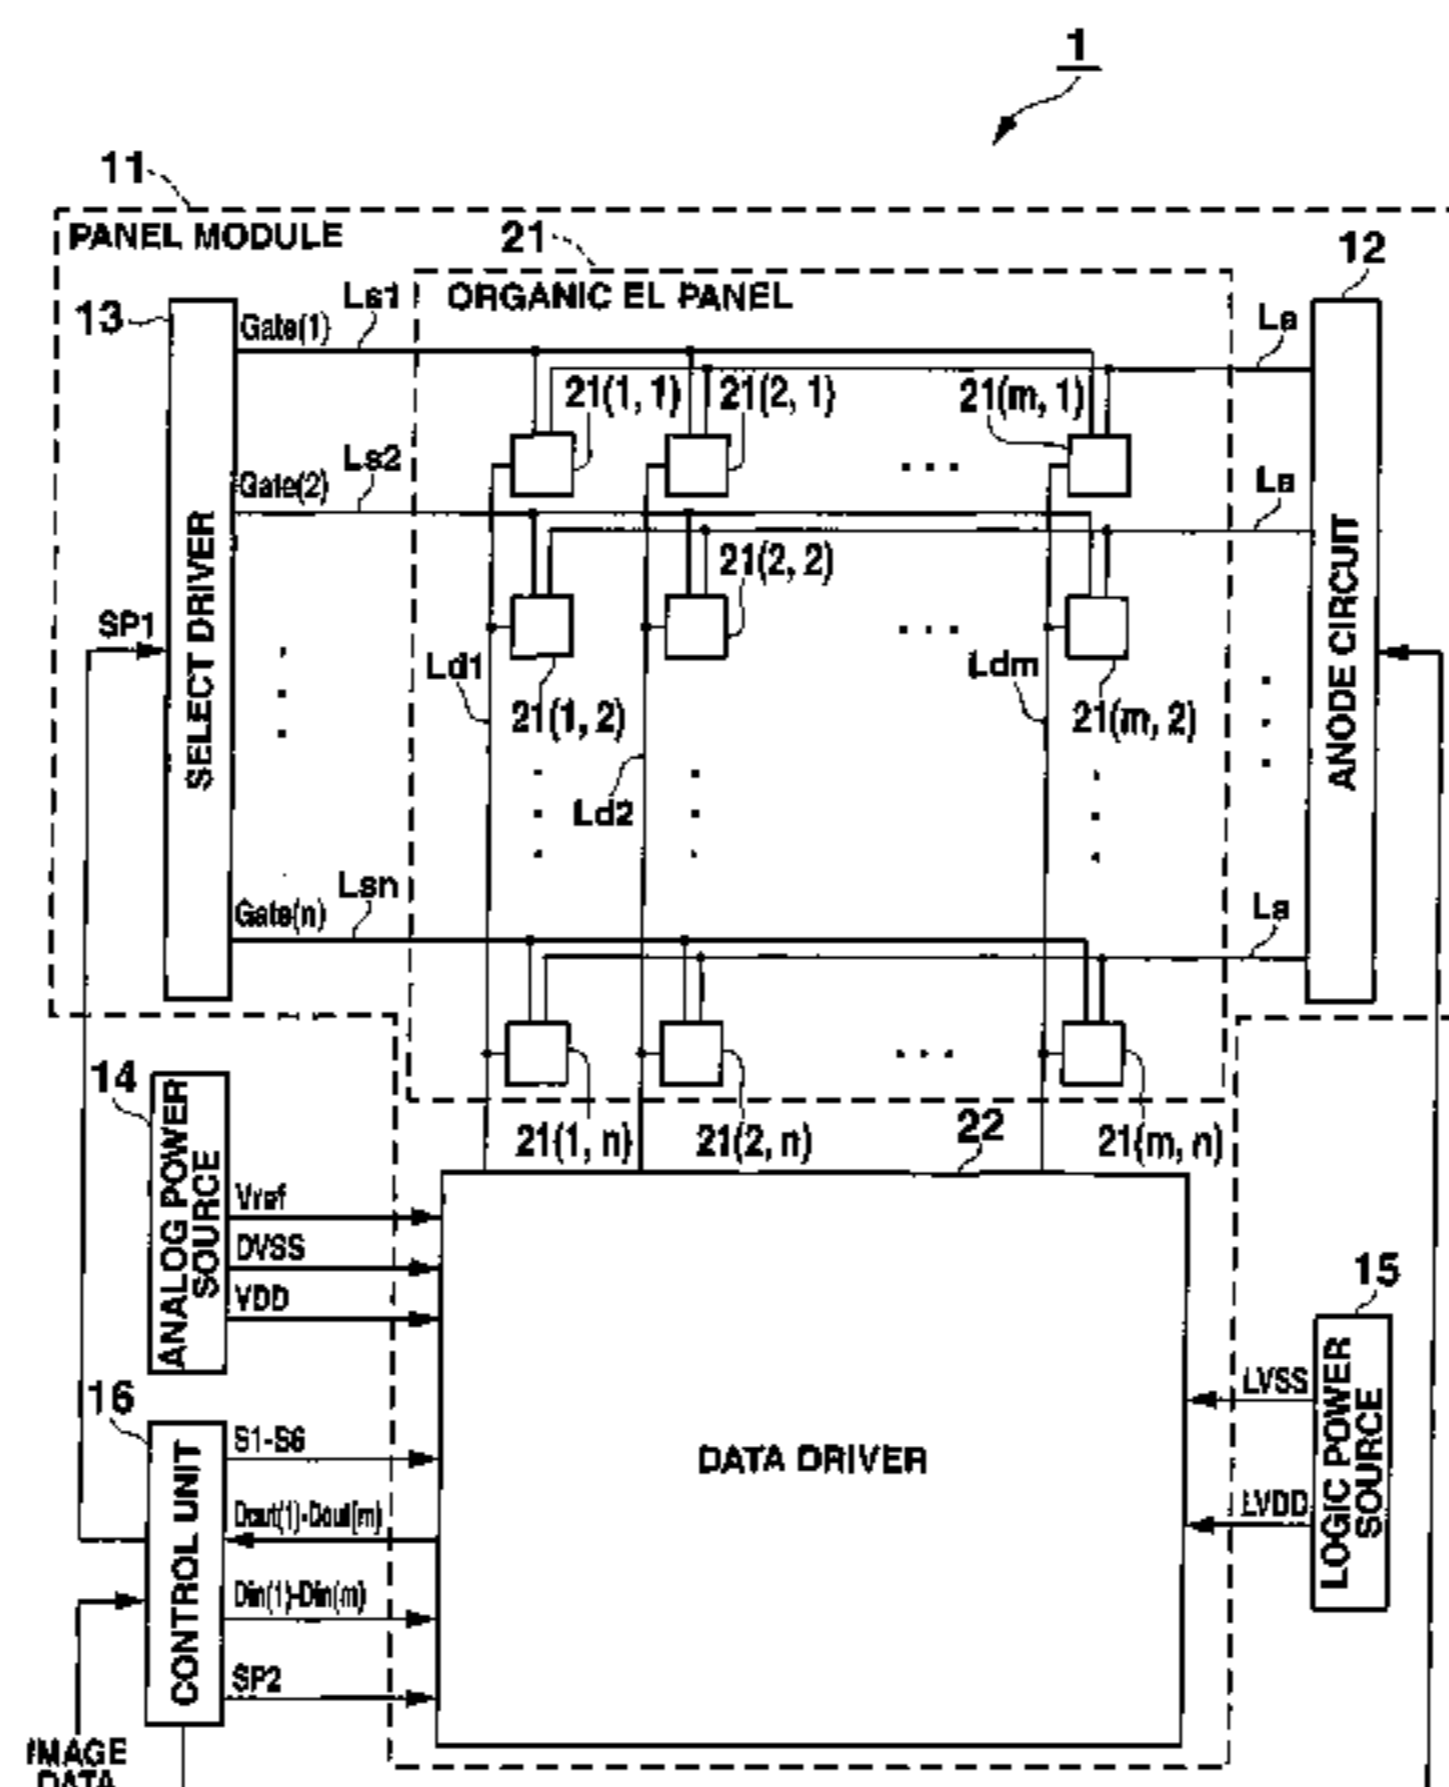 1
11
PANEL MODULE
21
12
ORGANIC EL PANEL
13
Gate(1)
Ls1
La
21(1, 1)
21(2, 1)
21(m, 1)
Gate(2)
Ls2
La
21(2, 2)
SELECT DRIVER
ANODE CIRCUIT
SP1
Ld1
Ldm
21(1, 2)
21(m, 2)
Ld2
Gate(n)
Lsn
La
14
ANALOG POWER
SOURCE
21(1, n)
21(2, n)
22
21(m, n)
Vref
DVSS
VDD
15
LOGIC POWER
SOURCE
LVSS
LVDD
16
CONTROL UNIT
S1-S6
DATA DRIVER
Dout(1)-Dout(m)
Din(1)-Din(m)
SP2
IMAGE
DATA